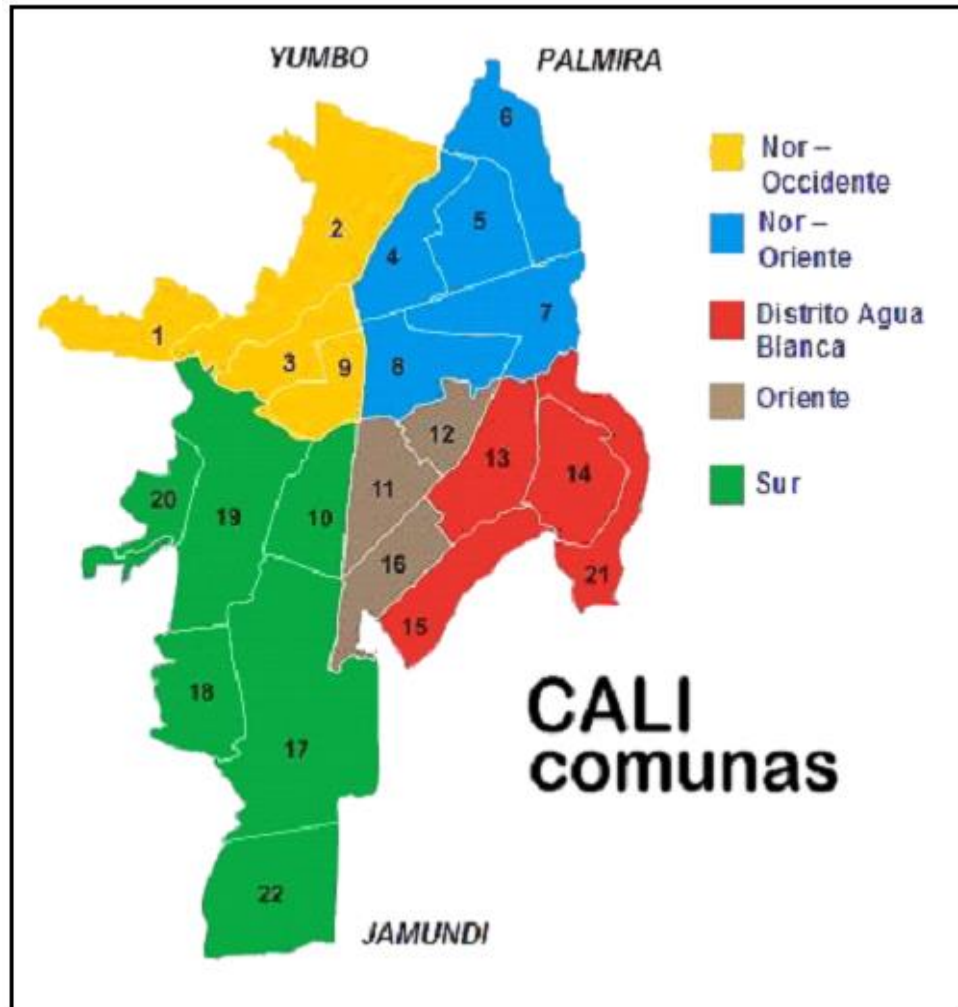 YUMBO
PALMIRA
6
Nor –
Occidente
2
5
Nor –
Oriente
4
7
1
3
9
8
Distrito Agua
Blanca
Oriente
12
13
14
11
Sur
20
19
10
16
21
15
18
17
CALI
comunas
22
JAMUNDI